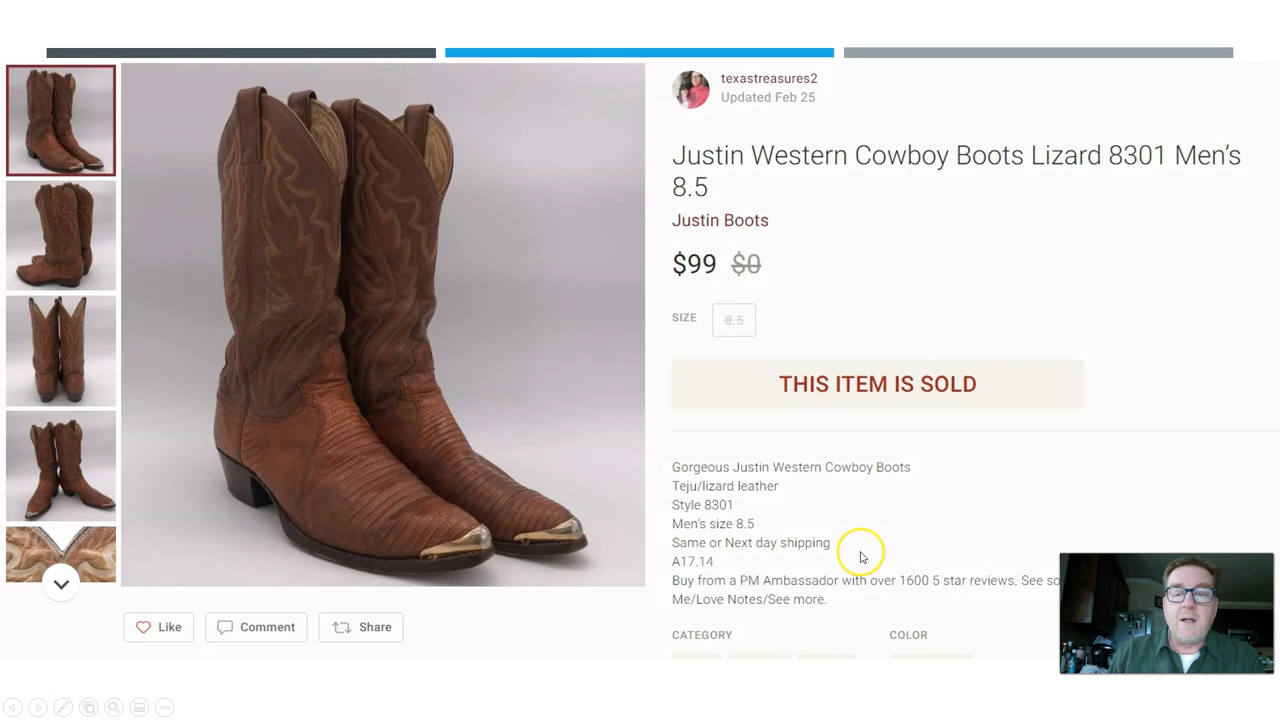 texastreasures2
Updated Feb 25
Justin Western Cowboy Boots Lizard 8301 Men's
8.5
Justin Boots
$99 $0
SIZE 8.5
THIS ITEM IS SOLD
Gorgeous Justin Western Cowboy Boots
Teju/lizard leather
Style 8301
Men's size 8.5
Same or Next day shipping
A17.14
Buy from a PM Ambassador with over 1600 5 star reviews. See so
Me/Love Notes/See more.
Like Comment Share
CATEGORY COLOR